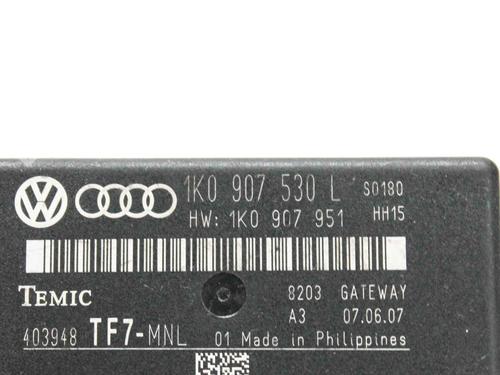 1K0 907 530 L S0180
HW: 1K0 907 951 HH15
TEMIC 8203 GATEWAY
A3 07.06.07
403948 TF7-MNL 01 Made in Philippines